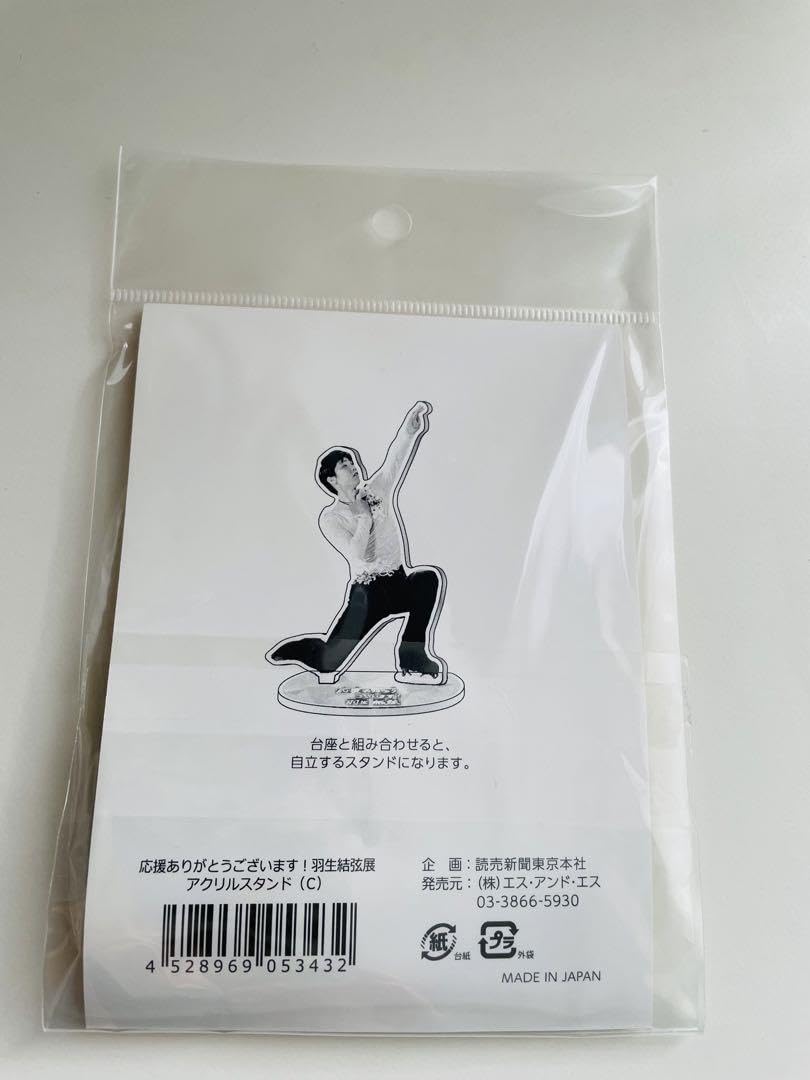 台座と組み合わせると、
自立するスタンドになります。
応援ありがとうございます！羽生結弦展
アクリルスタンド（C）
4 528969 053432
企　画：読売新聞東京本社
発売元：（株）エス・アンド・エス
03-3866-5930
紙 台紙
プラ 外袋
MADE IN JAPAN